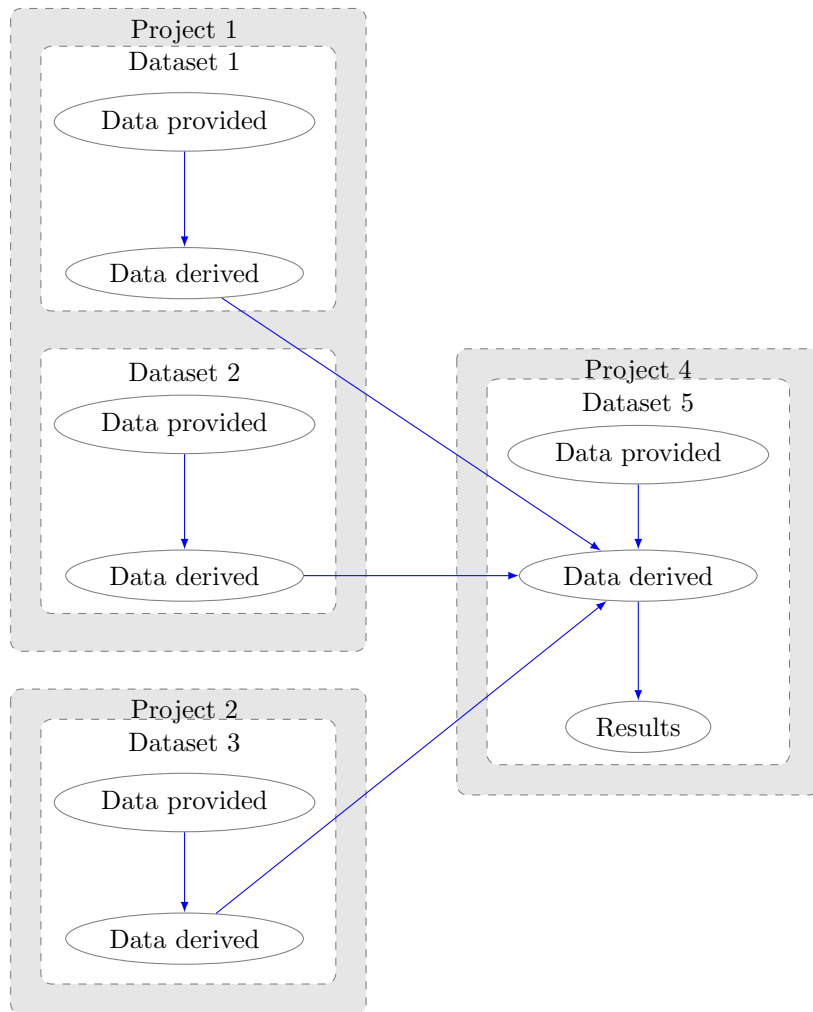 Project 1
Dataset 1
Data provided
Data derived
Dataset 2
Data provided
Data derived
Project 2
Dataset 3
Data provided
Data derived
Project 4
Dataset 5
Data provided
Data derived
Results